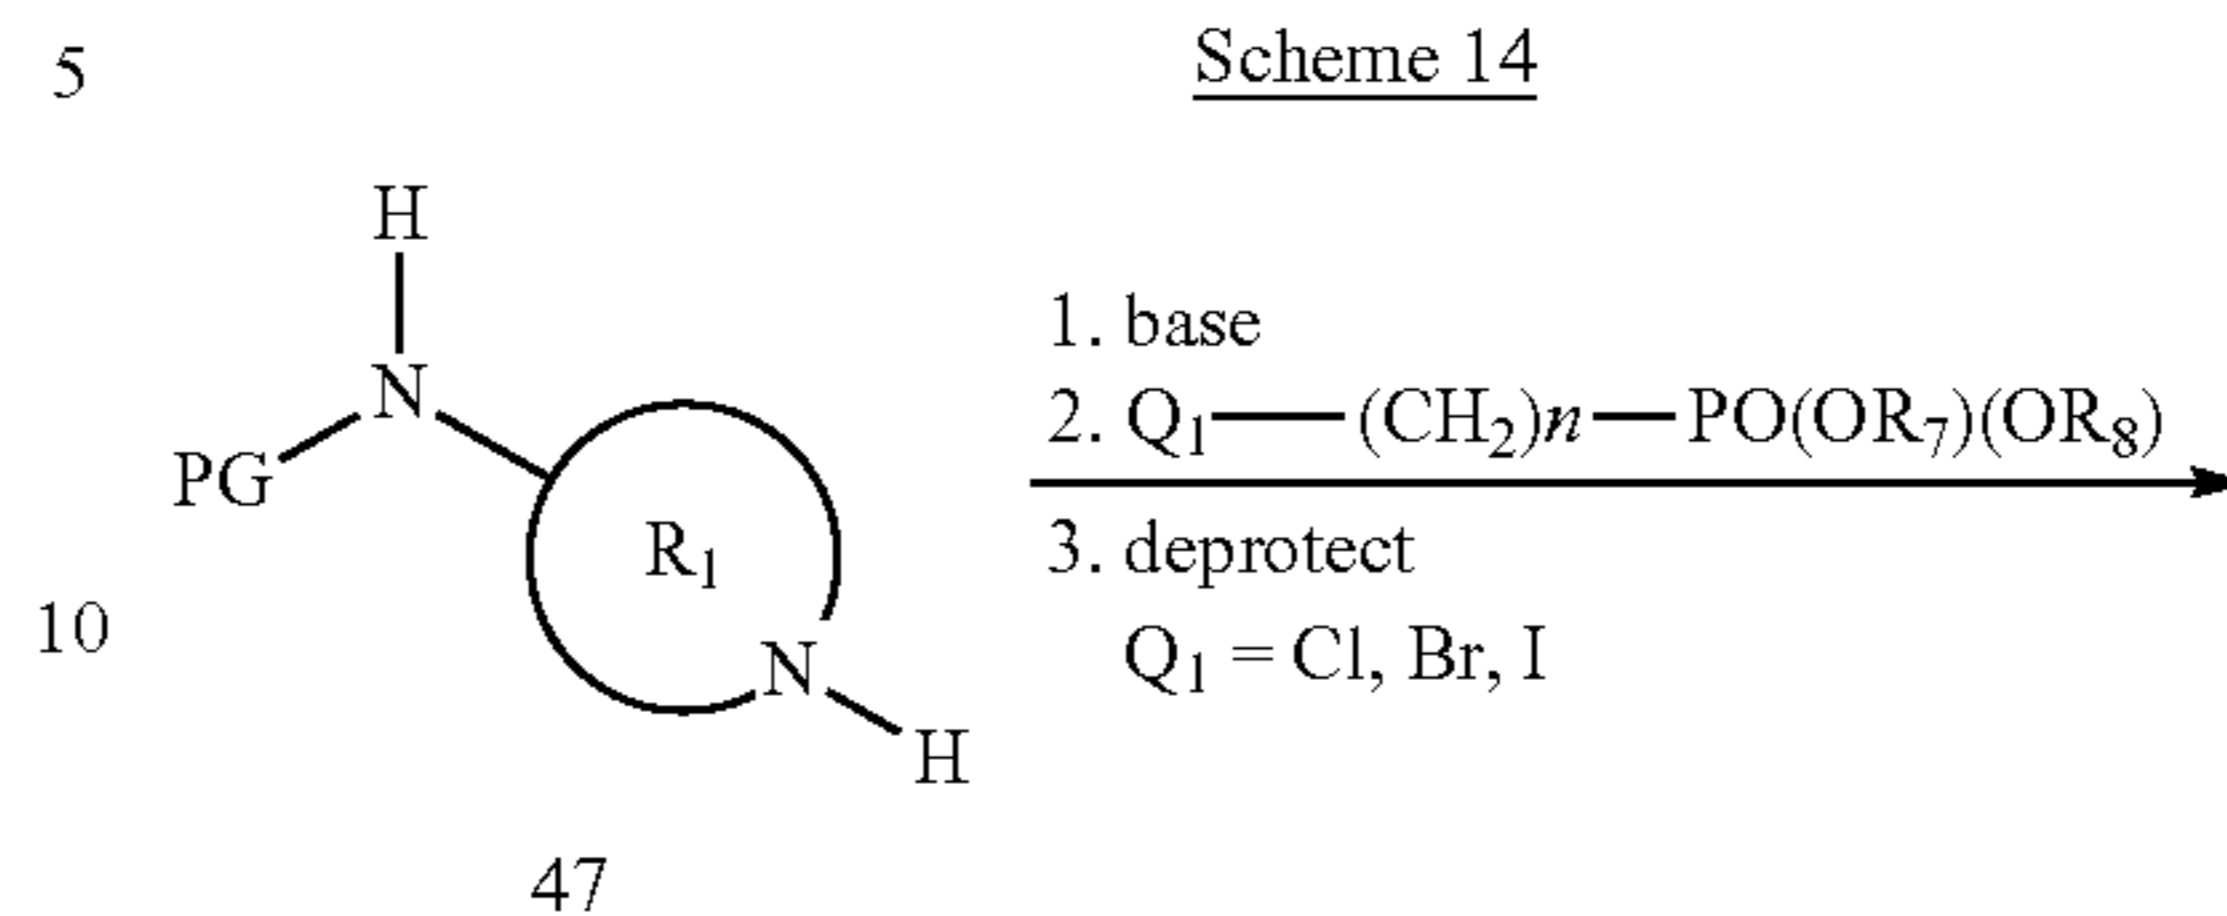 5
Scheme 14
H
N
PG
R1
N
H
1. base
2. Q1—(CH2)n—PO(OR7)(OR8)
3. deprotect
Q1 = Cl, Br, I
10
47